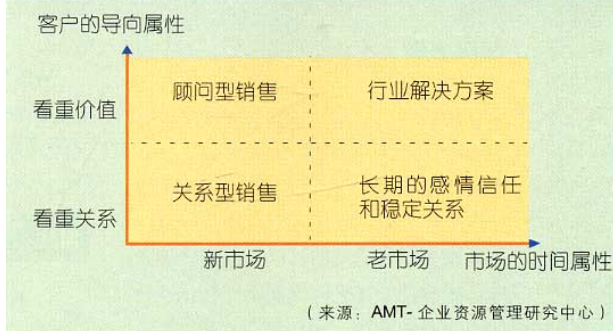 客户的导向属性
看重价值
顾问型销售
行业解决方案
看重关系
关系型销售
长期的感情信任
和稳定关系
新市场
老市场
市场的时间属性
（来源：AMT-企业资源管理研究中心）